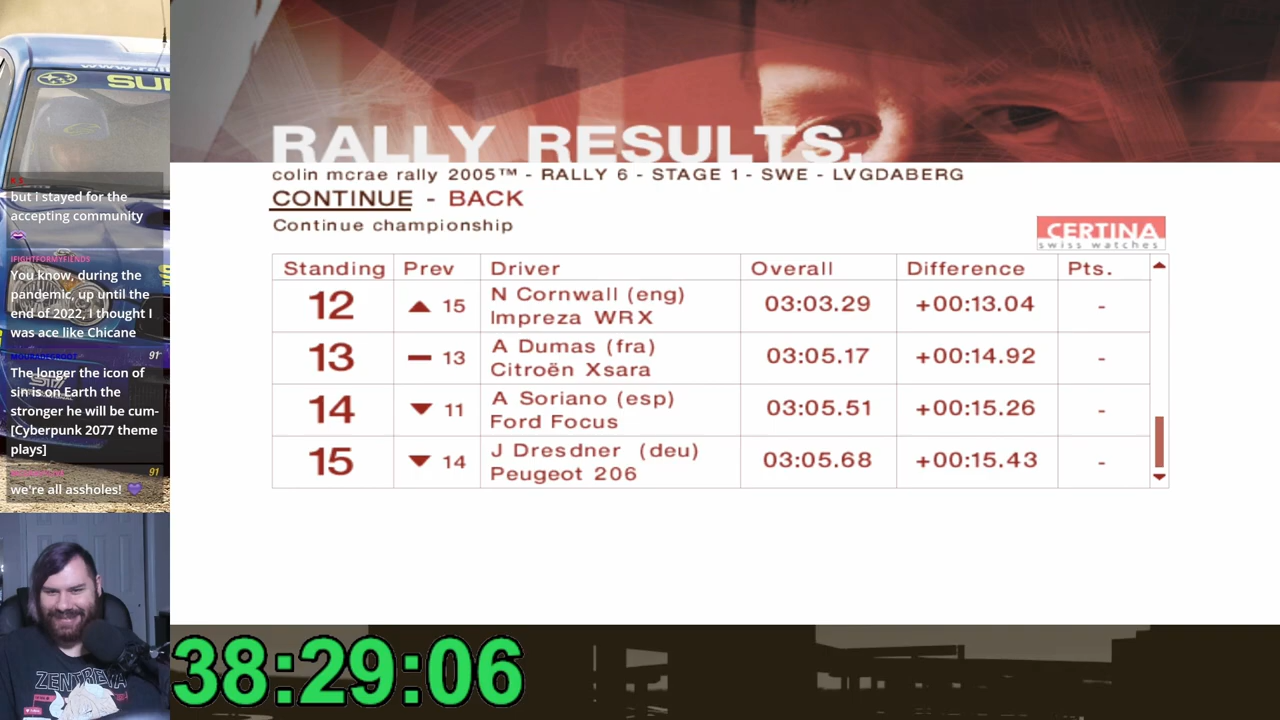 SU
but i stayed for the
accepting community
IFIGHTFORMYFIENDS
You know, during the
pandemic, up until the
end of 2022, I thought I
was ace like Chicane
91
The longer the icon of
sin is on Earth the
stronger he will be cum-
[Cyberpunk 2077 theme
plays]
91
we're all assholes! 💜
RALLY RESULTS.
colin mcrae rally 2005™ - RALLY 6 - STAGE 1 - SWE - LVGDABERG
CONTINUE - BACK
Continue championship
CERTINA
swiss watches
Standing Prev Driver Overall Difference Pts.
12 15 N Cornwall (eng) 03:03.29 +00:13.04 -
Impreza WRX
13 13 A Dumas (fra) 03:05.17 +00:14.92 -
Citroën Xsara
14 11 A Soriano (esp) 03:05.51 +00:15.26 -
Ford Focus
15 14 J Dresdner (deu) 03:05.68 +00:15.43 -
Peugeot 206
38:29:06